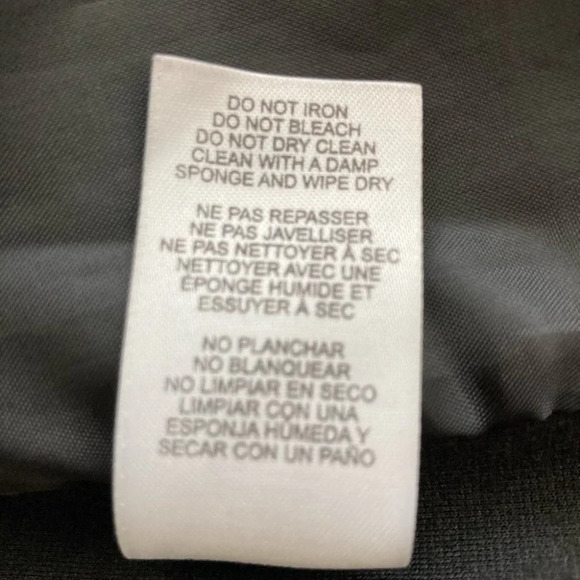 DO NOT IRON
DO NOT BLEACH
DO NOT DRY CLEAN
CLEAN WITH A DAMP
SPONGE AND WIPE DRY
NE PAS REPASSER
NE PAS JAVELLISER
NE PAS NETTOYER À SEC
NETTOYER AVEC UNE
ÉPONGE HUMIDE ET
ESSUYER À SEC
NO PLANCHAR
NO BLANQUEAR
NO LIMPIAR EN SECO
LIMPIAR CON UNA
ESPONJA HÚMEDA Y
SECAR CON UN PAÑO